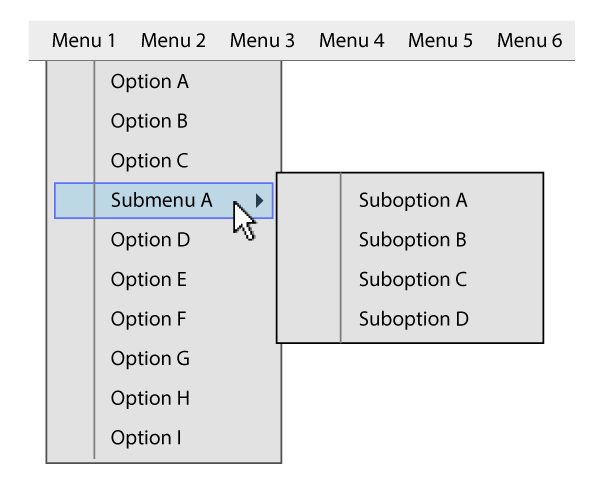 Menu 1 Menu 2 Menu 3 Menu 4 Menu 5 Menu 6
Option A
Option B
Option C
Submenu A
Option D
Option E
Option F
Option G
Option H
Option I
Suboption A
Suboption B
Suboption C
Suboption D